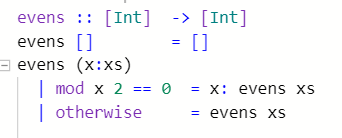 evens :: [Int]  -> [Int]
evens []        = []
evens (x:xs)
  | mod x 2 == 0  = x: evens xs
  | otherwise     = evens xs